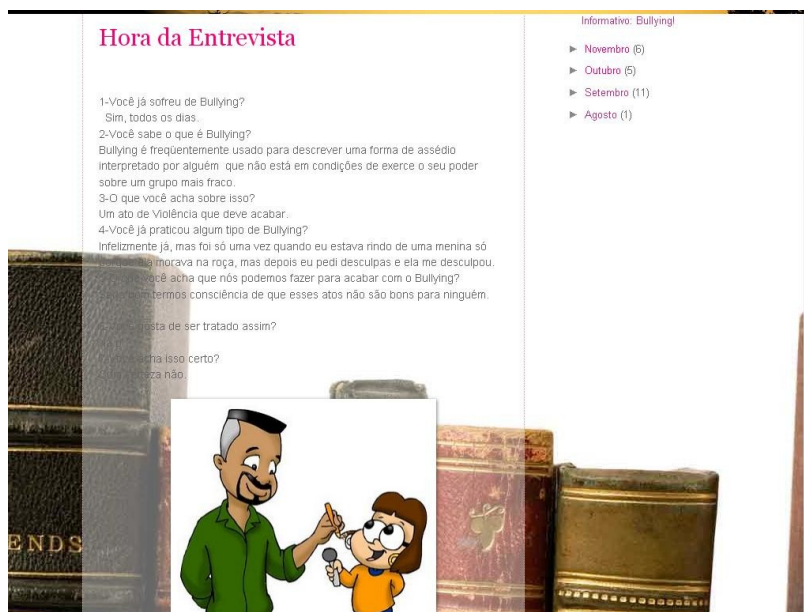 Hora da Entrevista
1-Você já sofreu de Bullying?
Sim, todos os dias.
2-Você sabe o que é Bullying?
Bullying é freqüentemente usado para descrever uma forma de assédio
interpretado por alguém que não está em condições de exerce o seu poder
sobre um grupo mais fraco.
3-O que você acha sobre isso?
Um ato de Violência que deve acabar.
4-Você já praticou algum tipo de Bullying?
Infelizmente já, mas foi só uma vez quando eu estava rindo de uma menina só
morava na roça, mas depois eu pedi desculpas e ela me desculpou.
você acha que nós podemos fazer para acabar com o Bullying?
termos consciência de que esses atos não são bons para ninguém.
de ser tratado assim?
isso certo?
não.
Informativo: Bullying!
► Novembro (6)
► Outubro (5)
► Setembro (11)
► Agosto (1)
ENDS